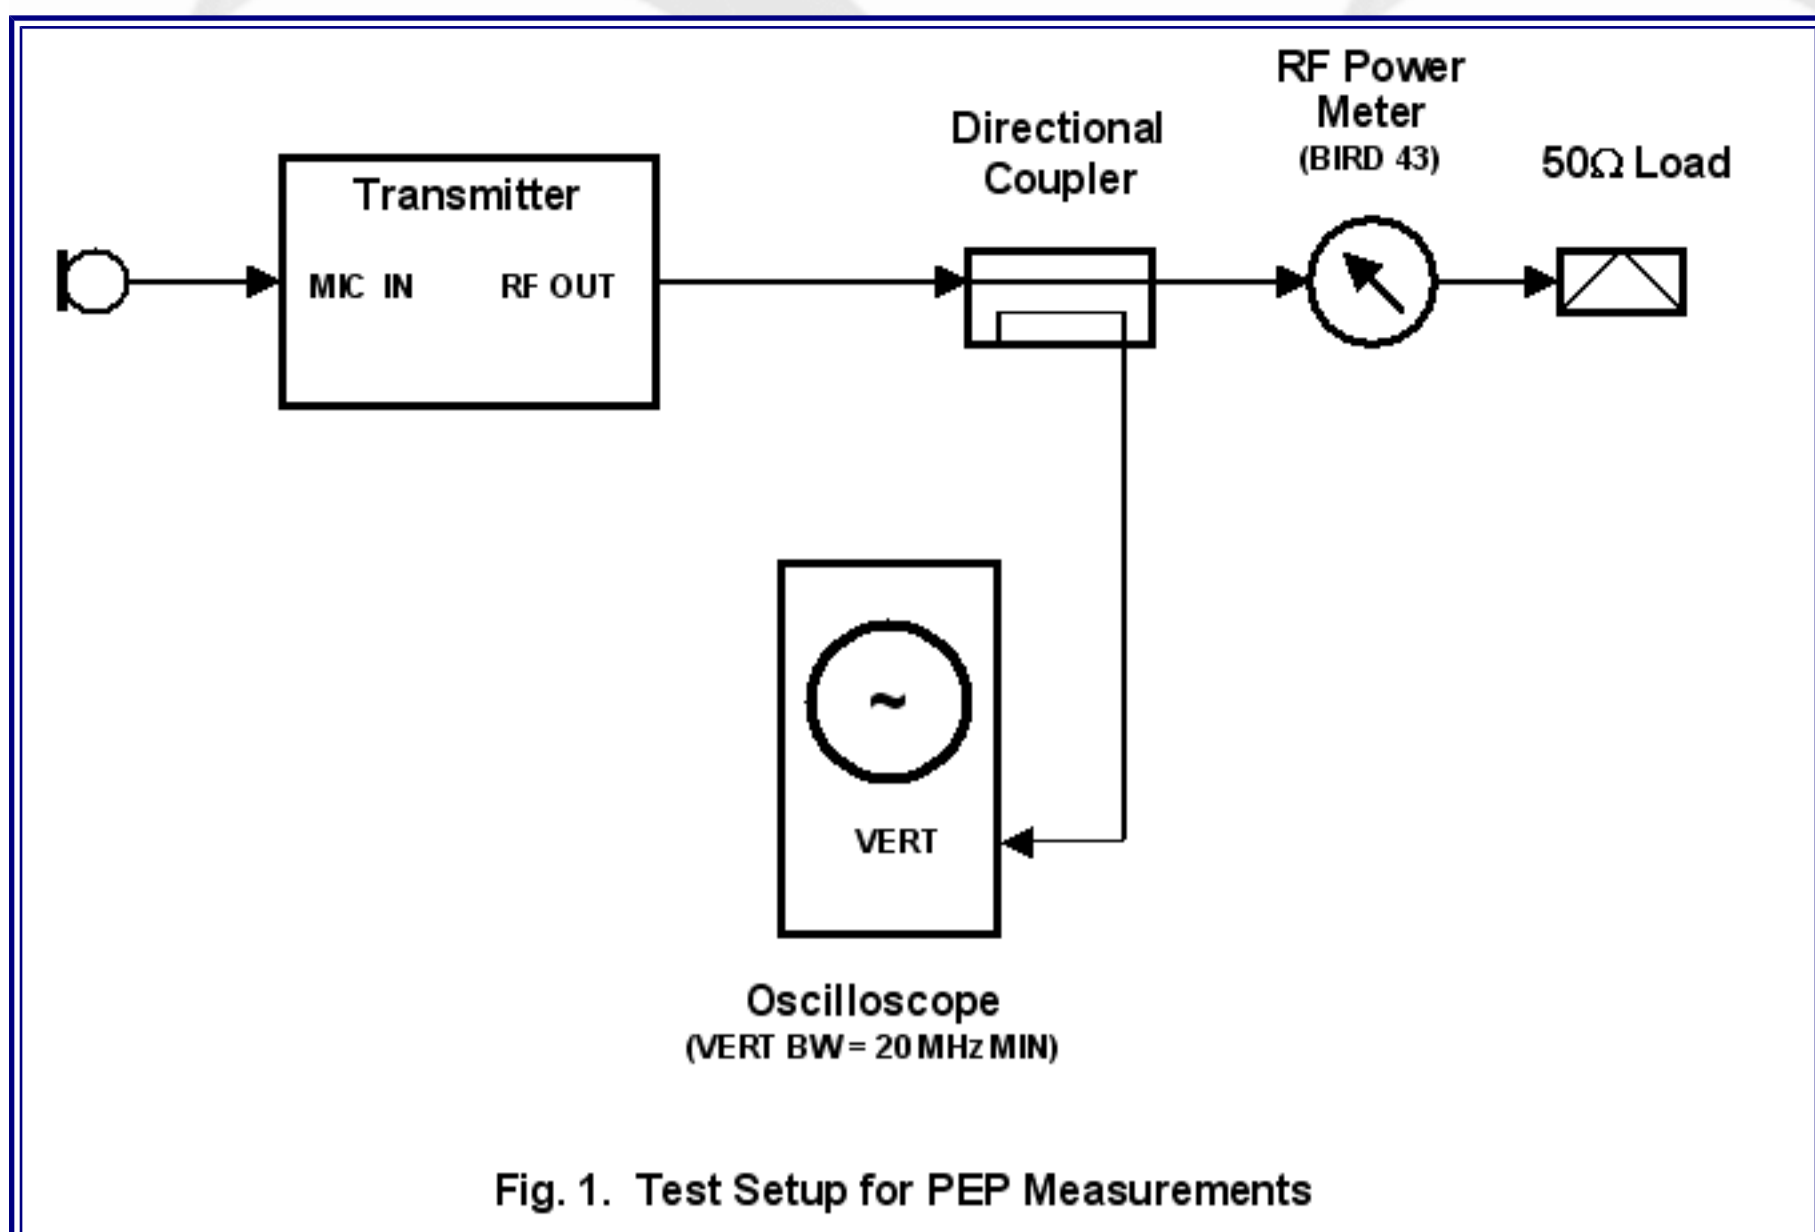 RF Power
Meter
(BIRD 43)
Directional
Coupler
50Ω Load
Transmitter
MIC IN
RF OUT
~
VERT
Oscilloscope
(VERT BW = 20 MHz MIN)
Fig. 1. Test Setup for PEP Measurements